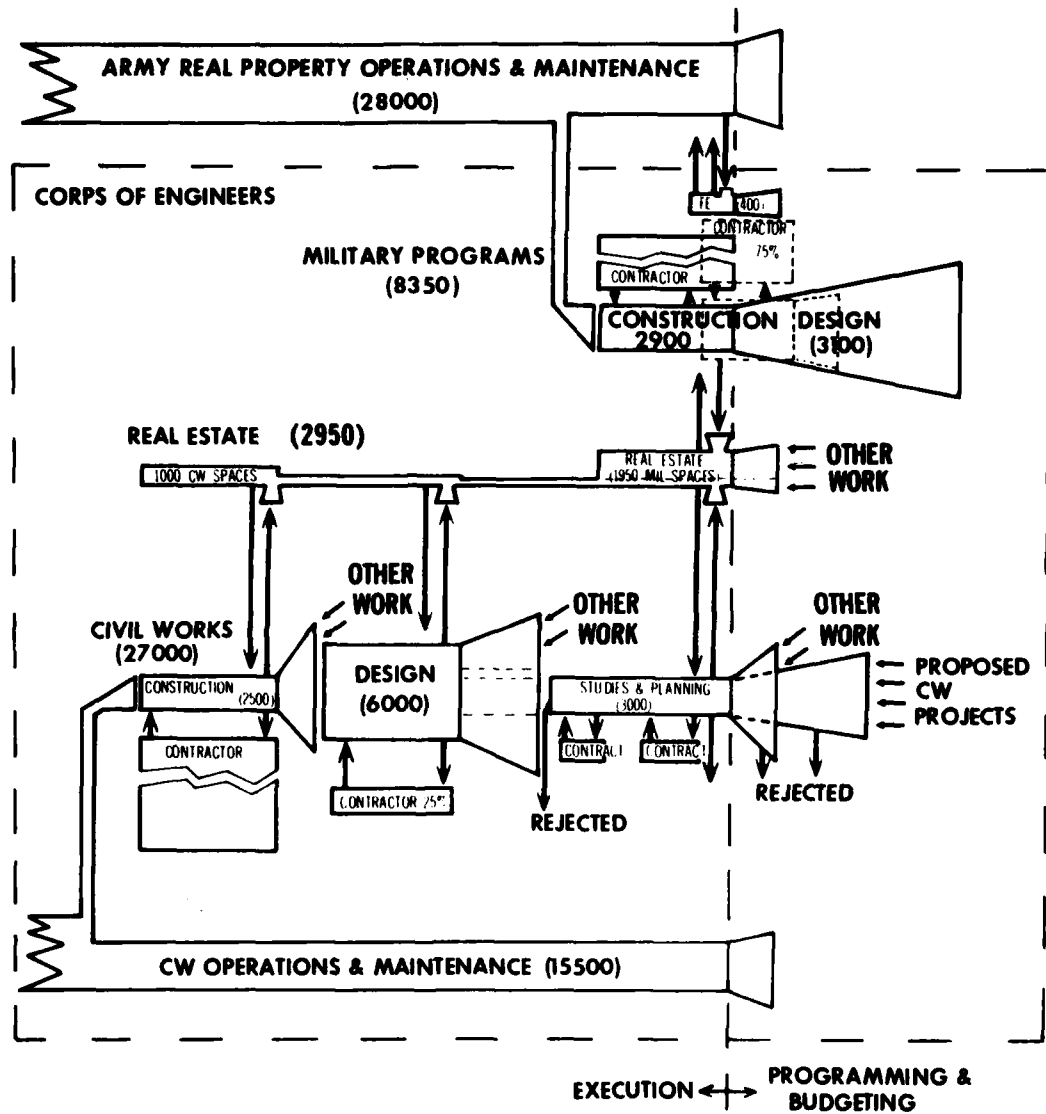 ARMY REAL PROPERTY OPERATIONS & MAINTENANCE
(28000)
CORPS OF ENGINEERS
FE (400)
CONTRACTOR
75%
MILITARY PROGRAMS
(8350)
CONTRACTOR
CONSTRUCTION
2900
DESIGN
(3100)
REAL ESTATE (2950)
1000 CW SPACES
REAL ESTATE
(1950 MIL SPACES)
OTHER
WORK
OTHER
WORK
OTHER
WORK
OTHER
WORK
CIVIL WORKS
(27000)
CONSTRUCTION
(2500)
DESIGN
(6000)
STUDIES & PLANNING
(3000)
PROPOSED
CW
PROJECTS
CONTRACTOR
CONTRACT
CONTRACT
CONTRACTOR 25%
REJECTED
REJECTED
CW OPERATIONS & MAINTENANCE (15500)
EXECUTION
PROGRAMMING &
BUDGETING